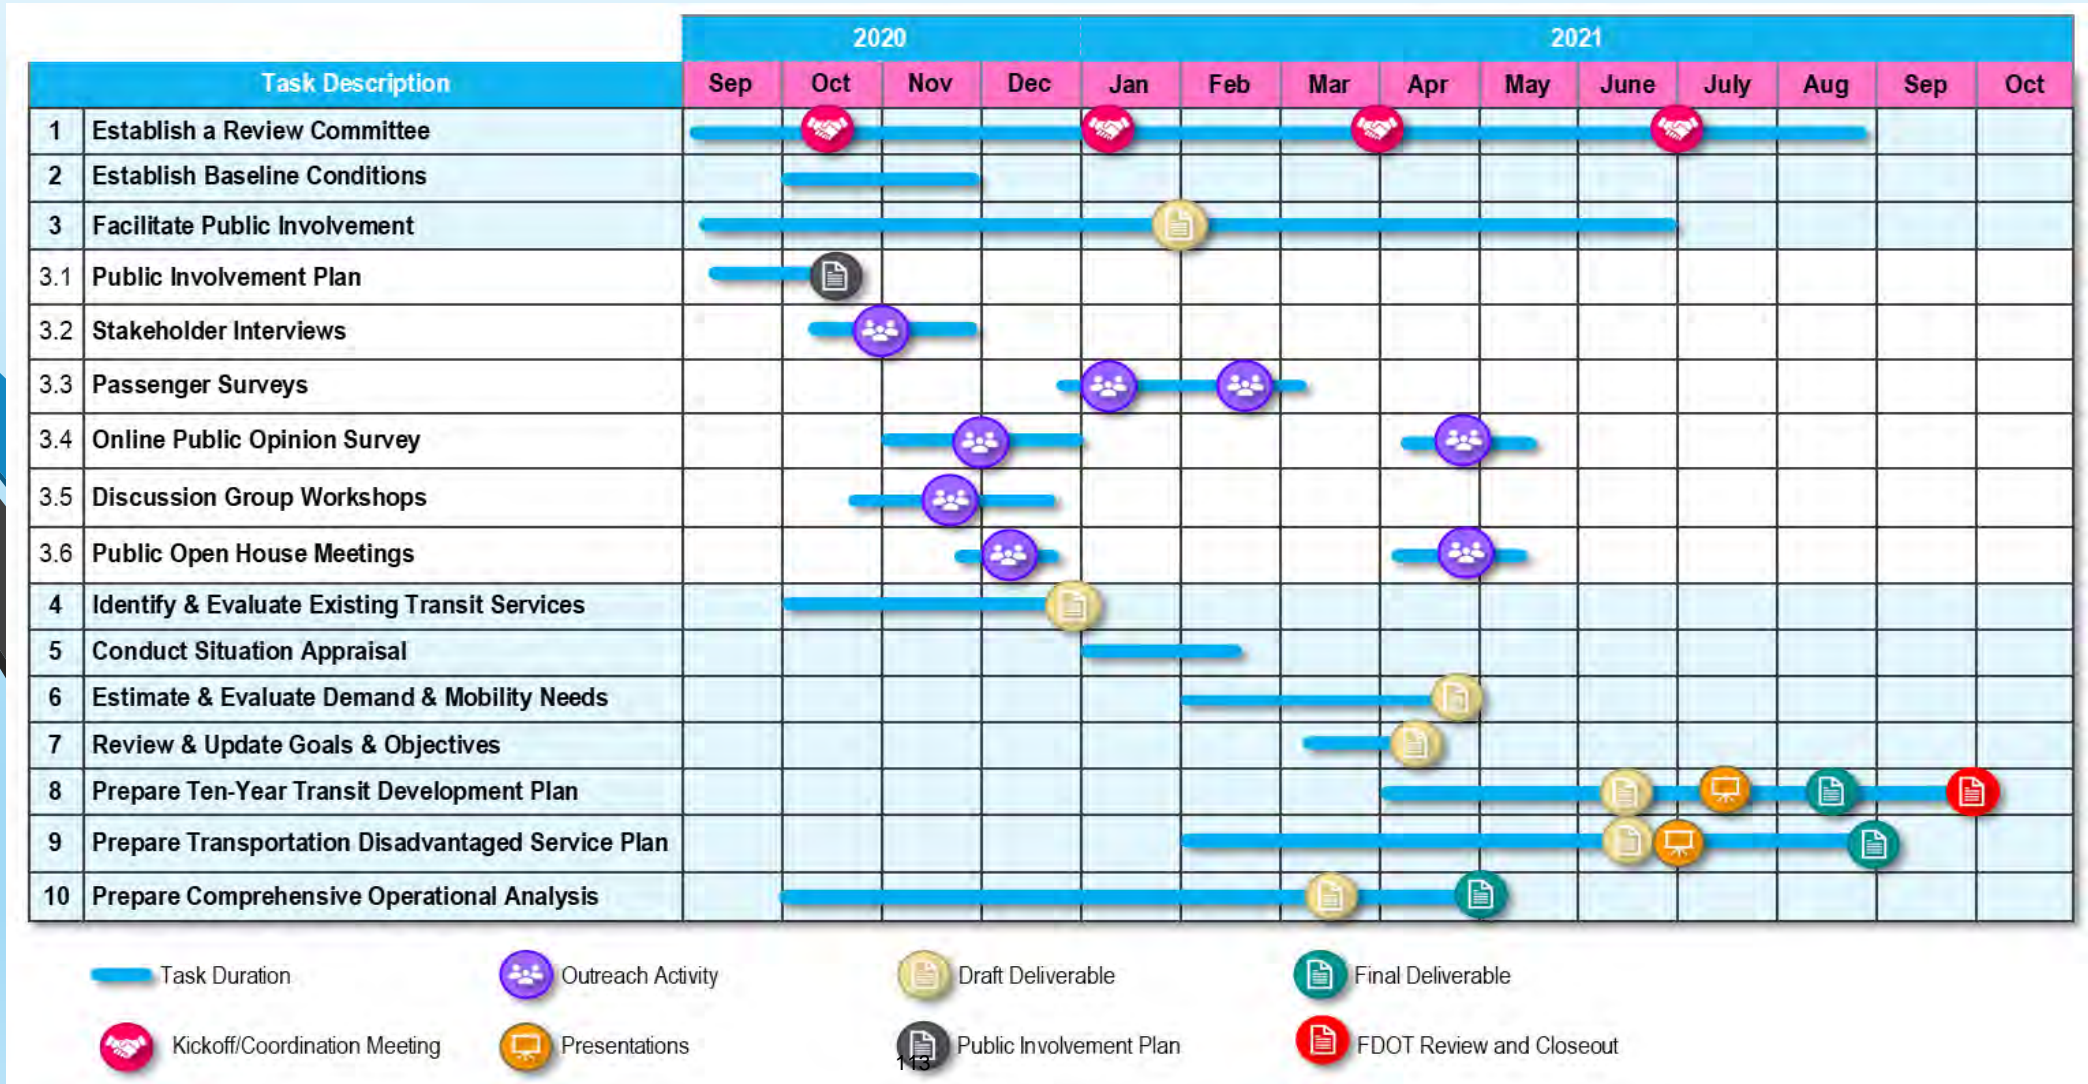 2020 2021
Task Description Sep Oct Nov Dec Jan Feb Mar Apr May June July Aug Sep Oct
1 Establish a Review Committee
2 Establish Baseline Conditions
3 Facilitate Public Involvement
3.1 Public Involvement Plan
3.2 Stakeholder Interviews
3.3 Passenger Surveys
3.4 Online Public Opinion Survey
3.5 Discussion Group Workshops
3.6 Public Open House Meetings
4 Identify & Evaluate Existing Transit Services
5 Conduct Situation Appraisal
6 Estimate & Evaluate Demand & Mobility Needs
7 Review & Update Goals & Objectives
8 Prepare Ten-Year Transit Development Plan
9 Prepare Transportation Disadvantaged Service Plan
10 Prepare Comprehensive Operational Analysis
Task Duration Outreach Activity Draft Deliverable Final Deliverable
Kickoff/Coordination Meeting Presentations Public Involvement Plan FDOT Review and Closeout
113